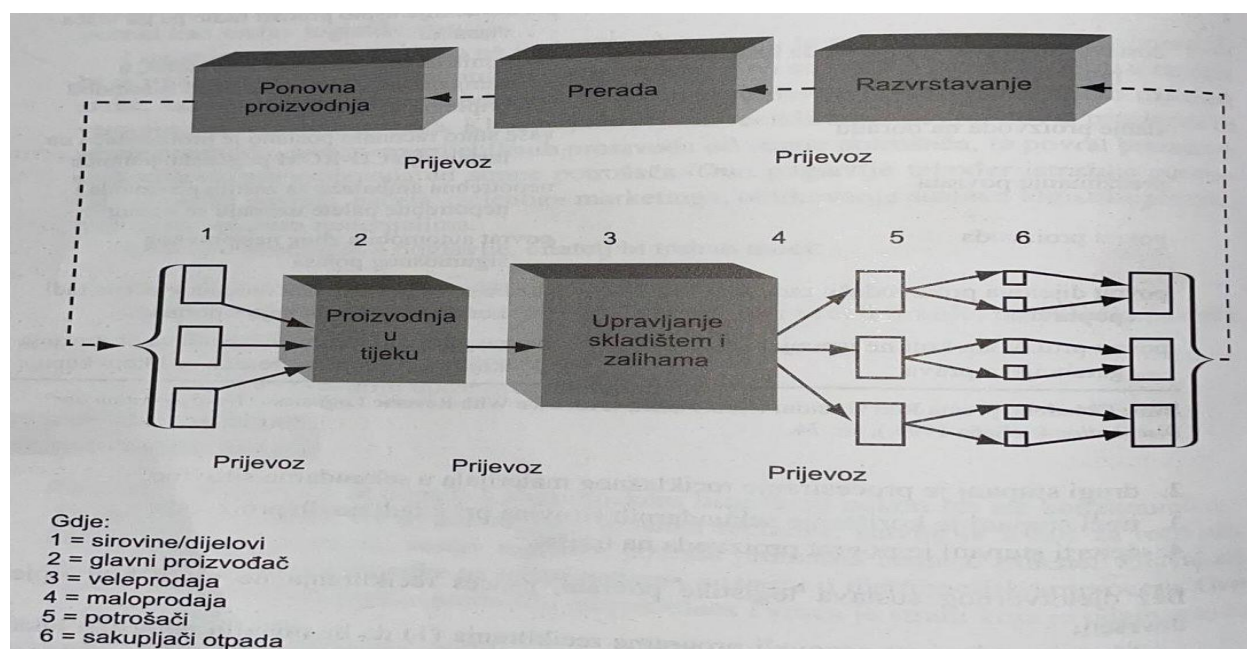 Ponovna
proizvodnja
Prerada
Razvrstavanje
Prijevoz
Prijevoz
1
2
3
4
5
6
Proizvodnja
u
tijeku
Upravljanje
skladištem i
zalihama
Prijevoz
Prijevoz
Prijevoz
Gdje:
1 = sirovine/dijelovi
2 = glavni proizvođač
3 = veleprodaja
4 = maloprodaja
5 = potrošači
6 = sakupljači otpada